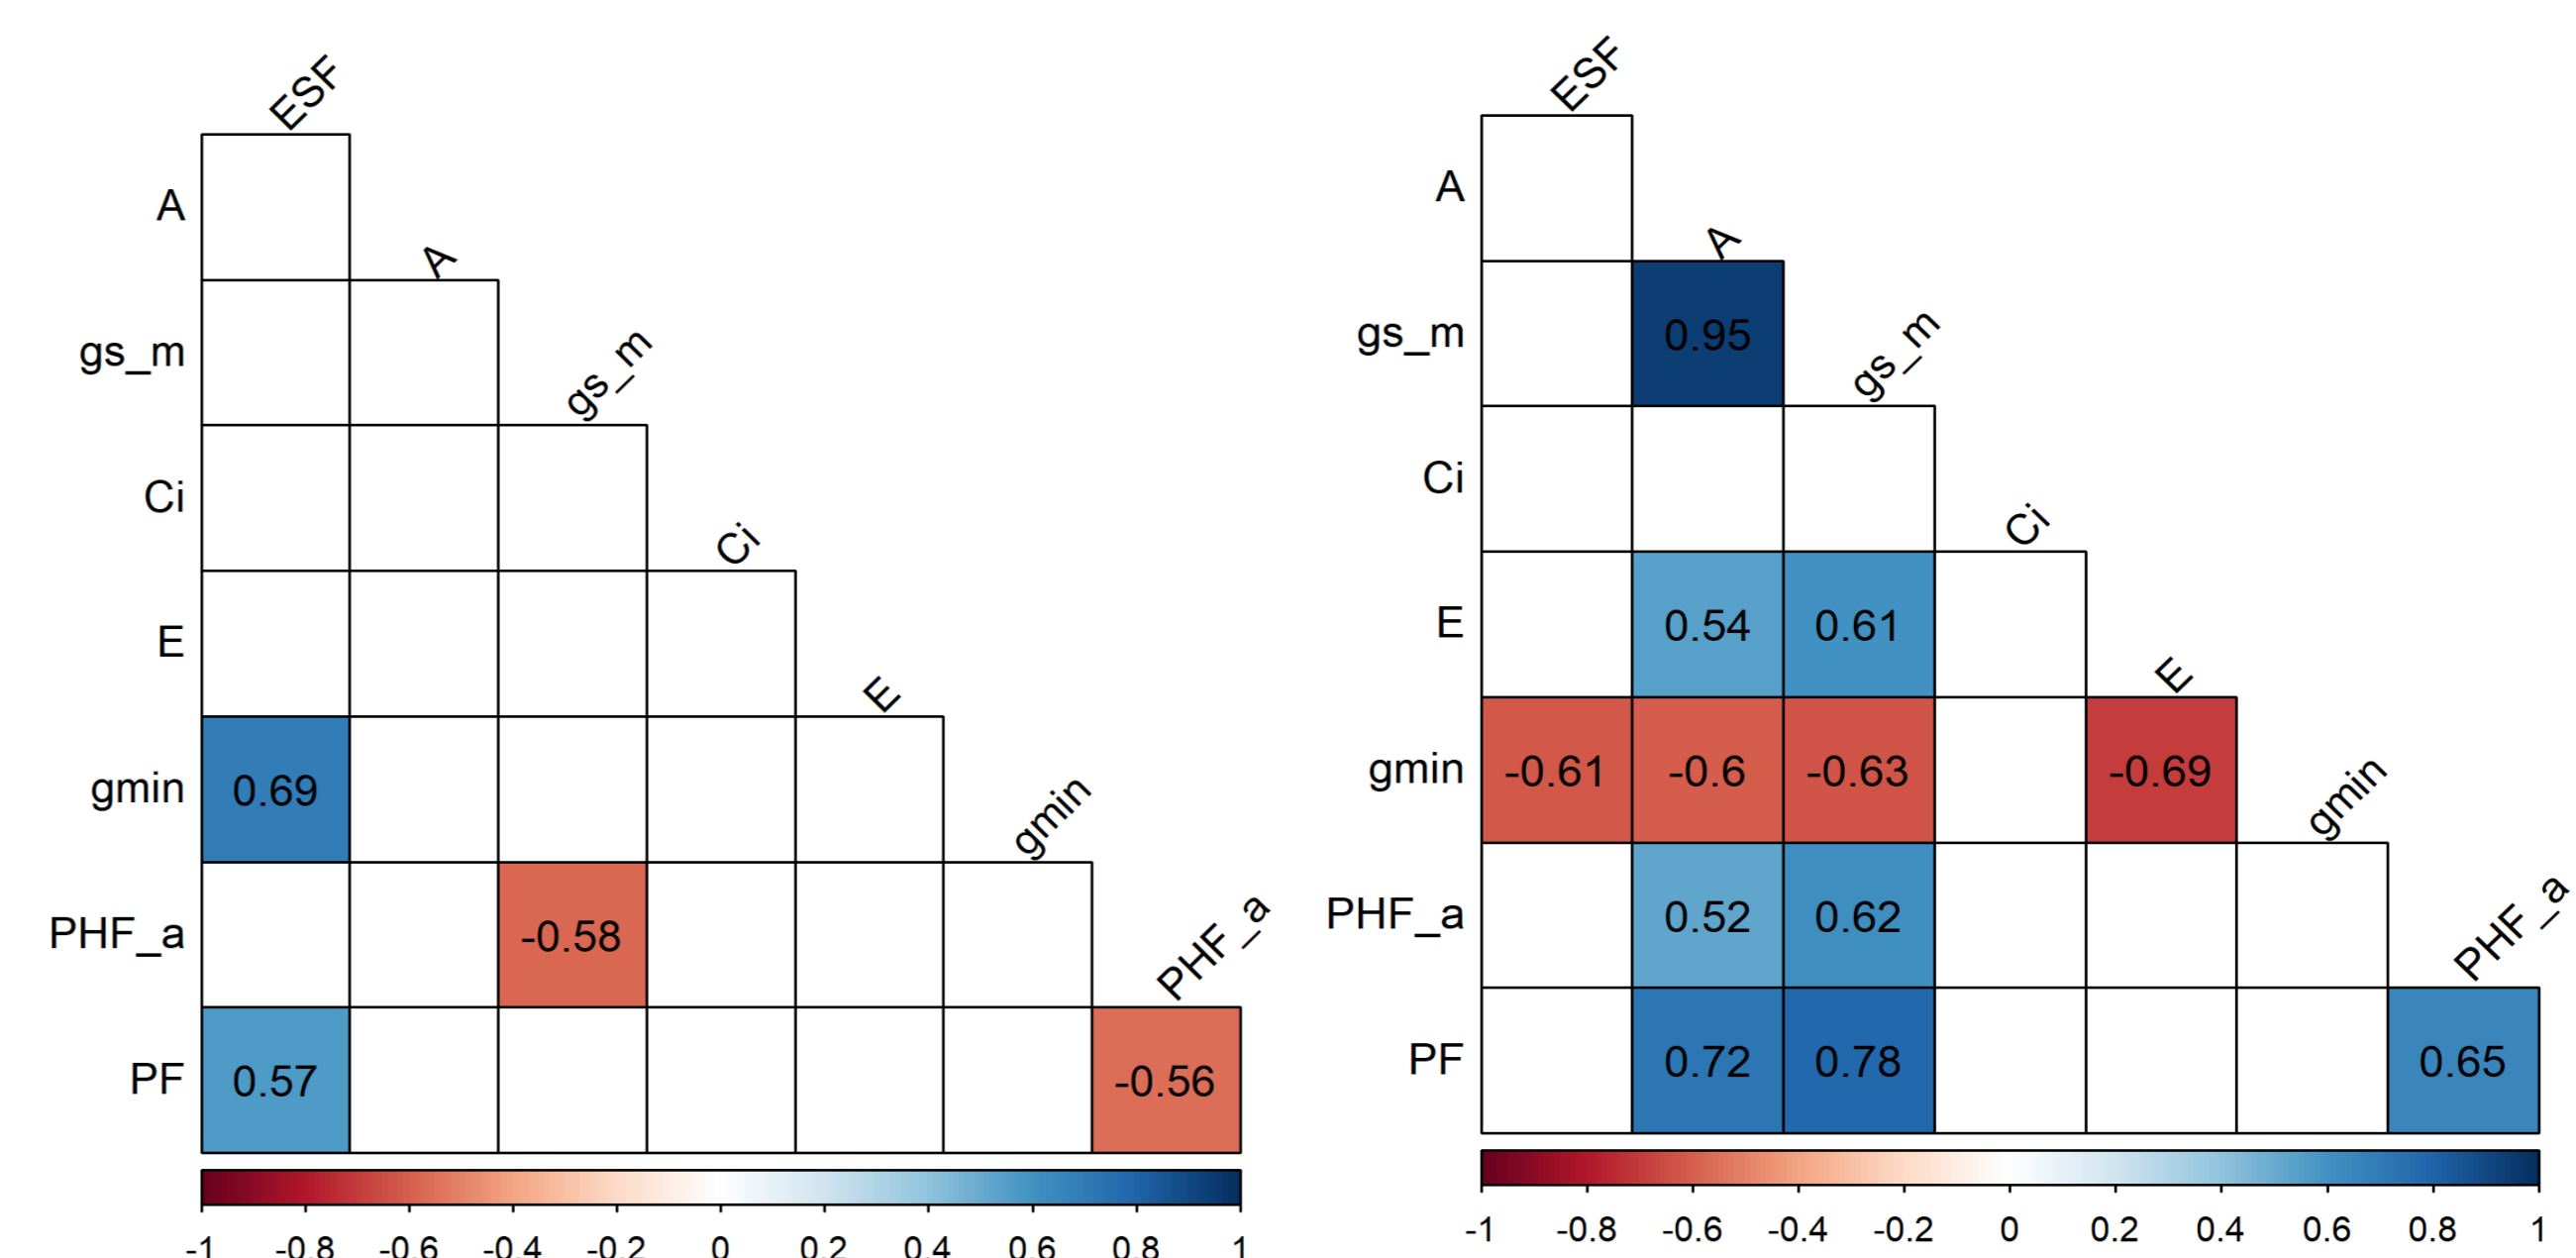 ESF
A
A
gs_m
gs_m
Ci
Ci
E
E
gmin 0.69
gmin
PHF_a -0.58
PHF_a
PF 0.57 -0.56
-1 -0.8 -0.6 -0.4 -0.2 0 0.2 0.4 0.6 0.8 1
ESF
A
A
gs_m 0.95
gs_m
Ci
Ci
E 0.54 0.61
E
gmin -0.61 -0.6 -0.63 -0.69
gmin
PHF_a 0.52 0.62
PHF_a
PF 0.72 0.78 0.65
-1 -0.8 -0.6 -0.4 -0.2 0 0.2 0.4 0.6 0.8 1